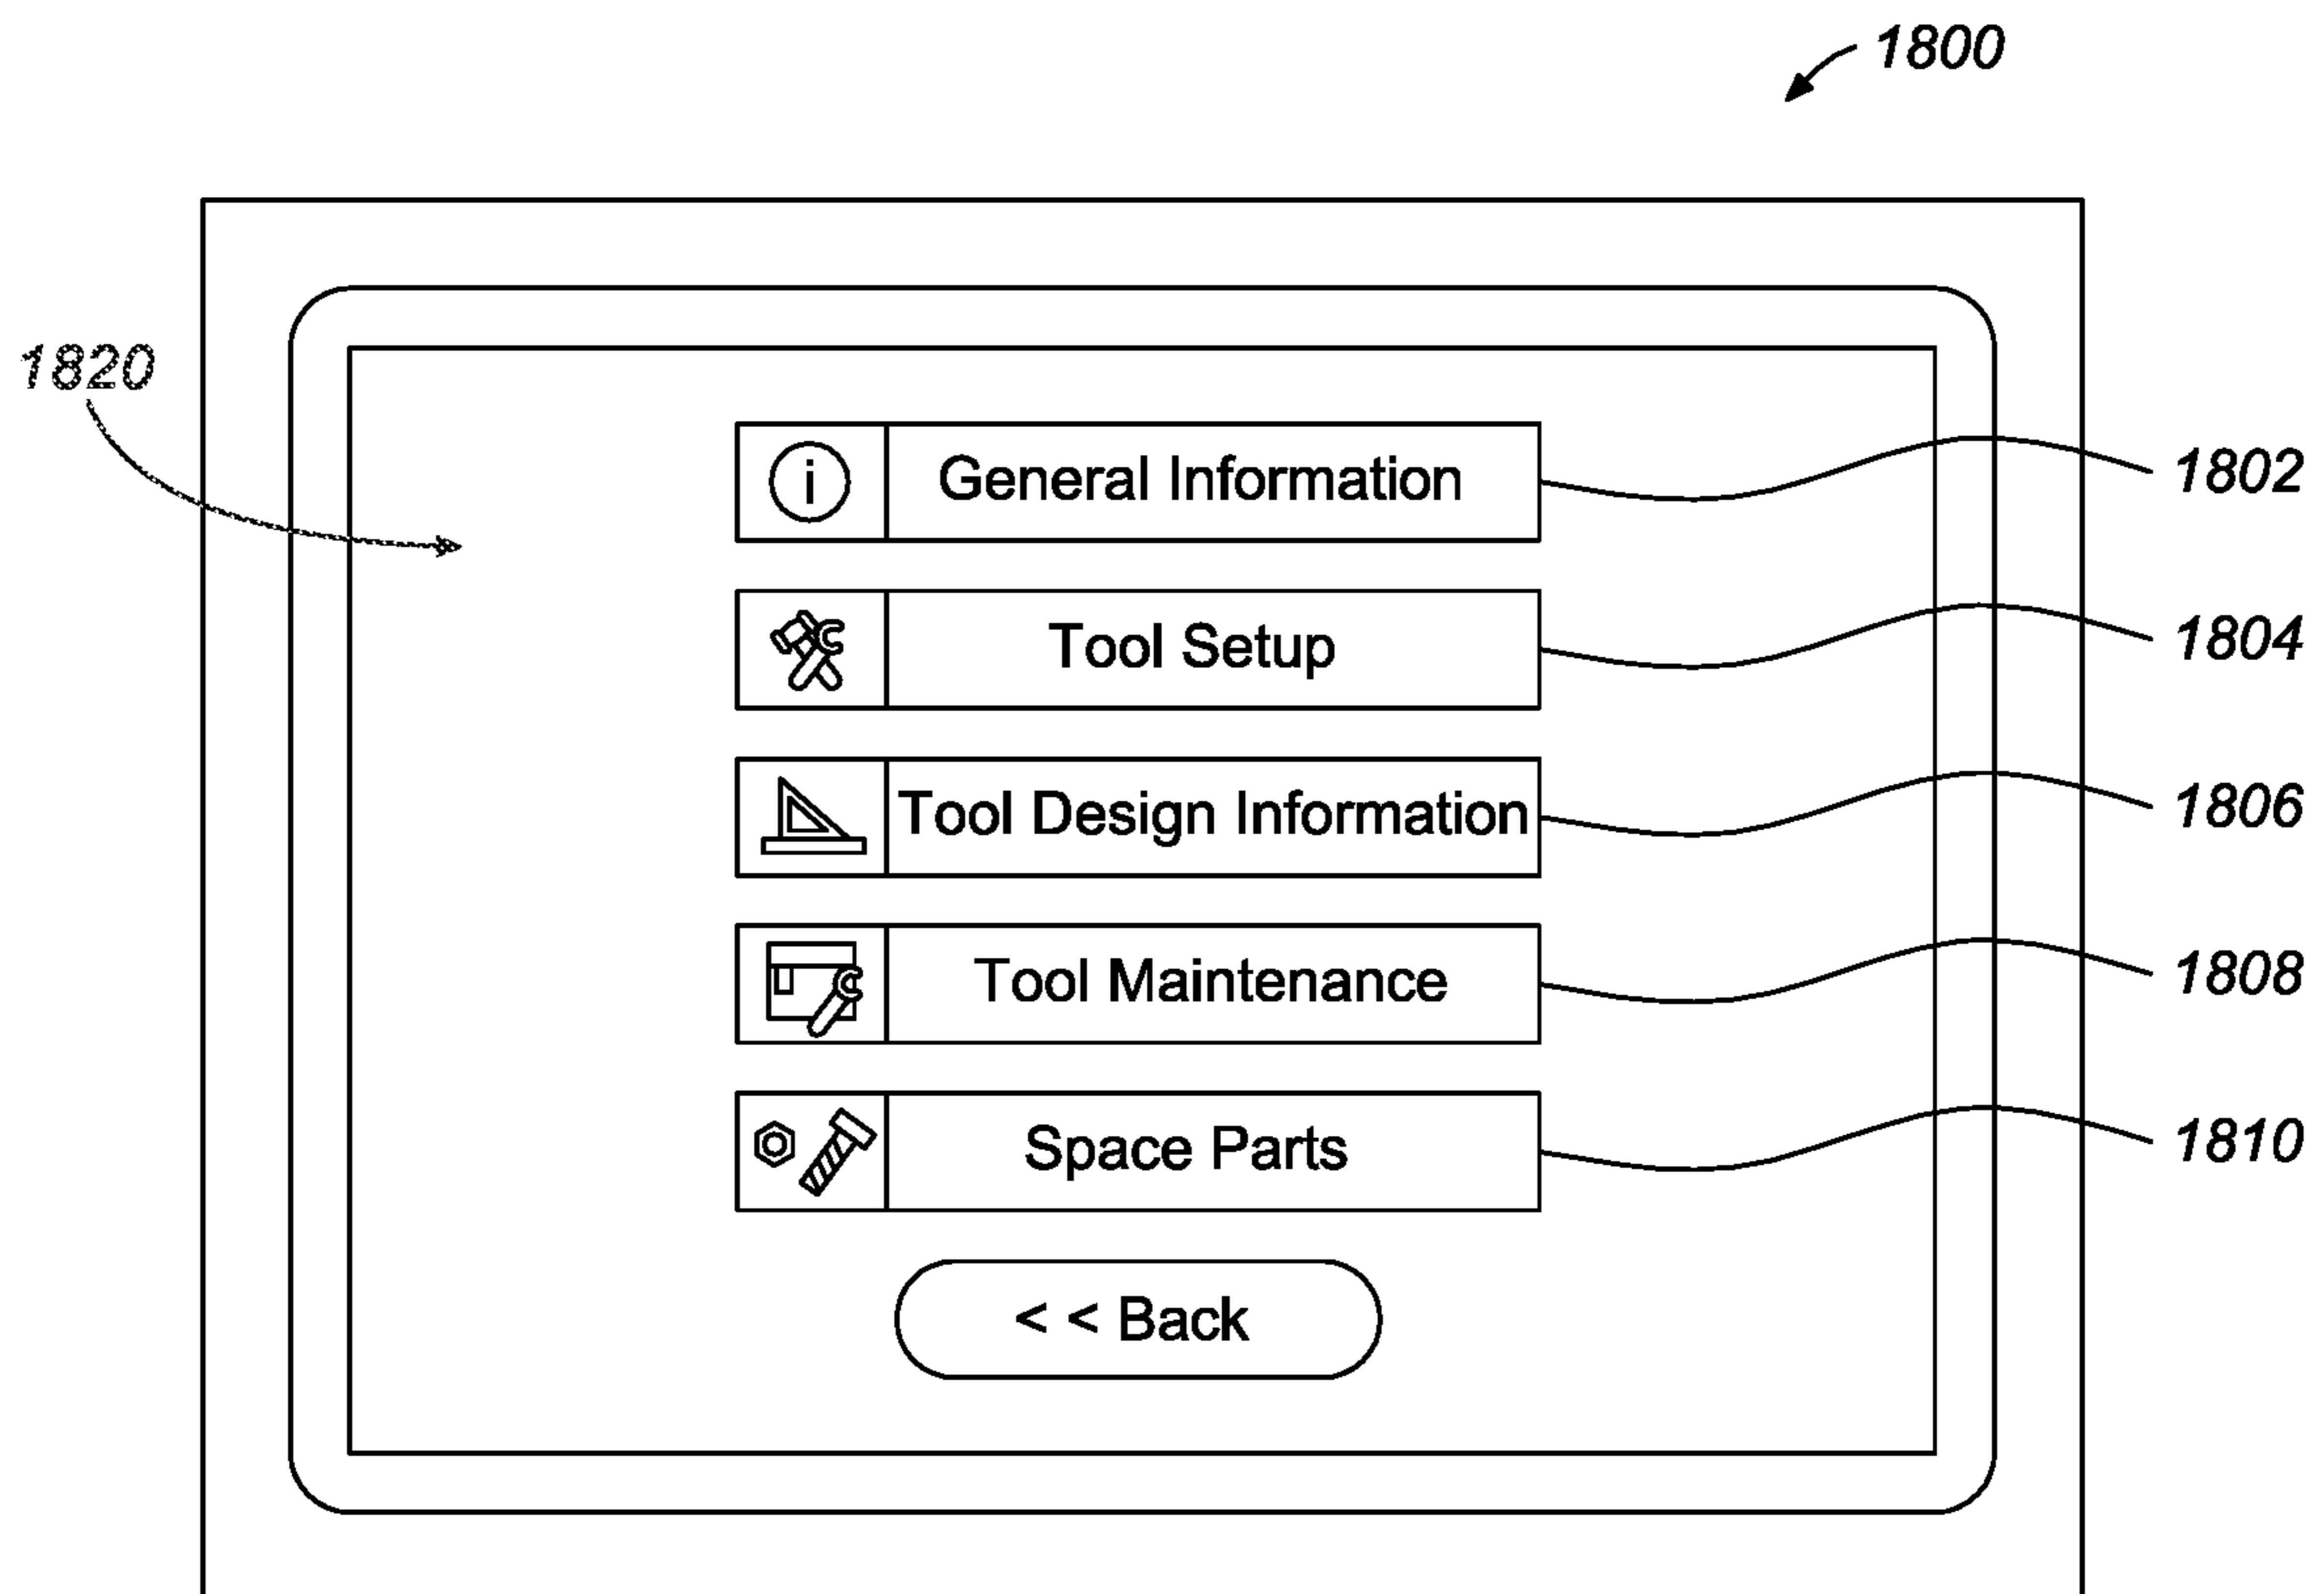 1800
1820
i General Information 1802
Tool Setup 1804
Tool Design Information 1806
Tool Maintenance 1808
Space Parts 1810
< < Back